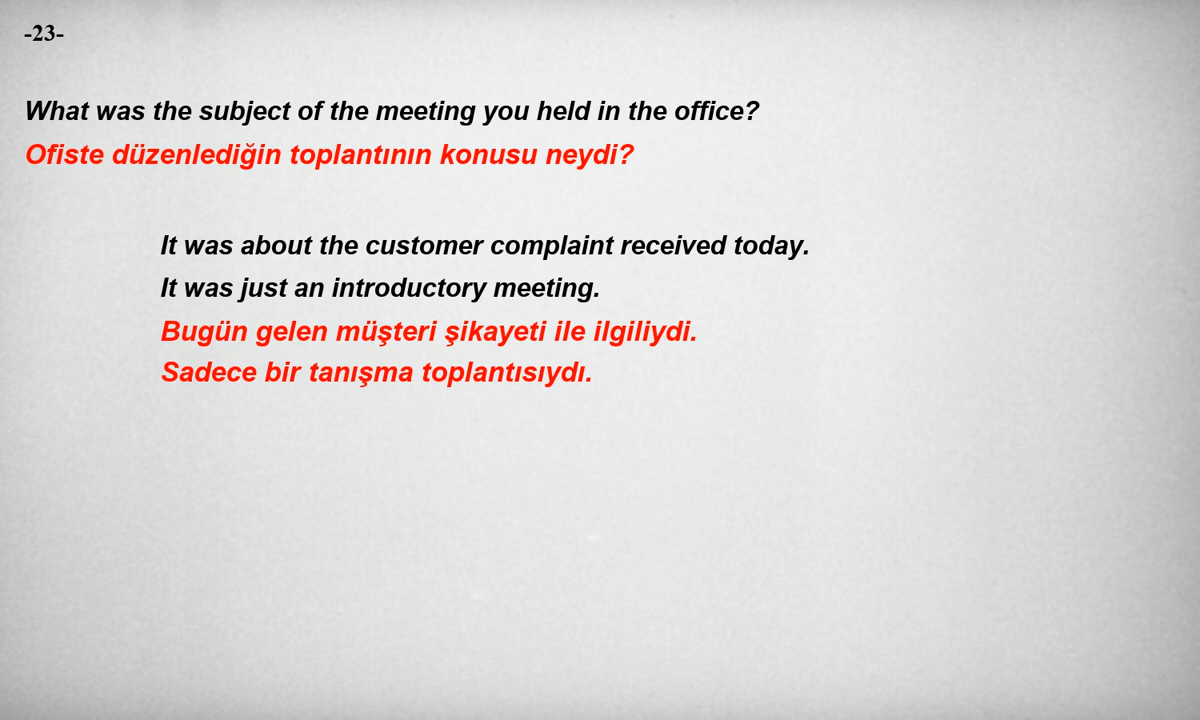 -23-
What was the subject of the meeting you held in the office?
Ofiste düzenlediğin toplantının konusu neydi?
It was about the customer complaint received today.
It was just an introductory meeting.
Bugün gelen müşteri şikayeti ile ilgiliydi.
Sadece bir tanışma toplantısıydı.